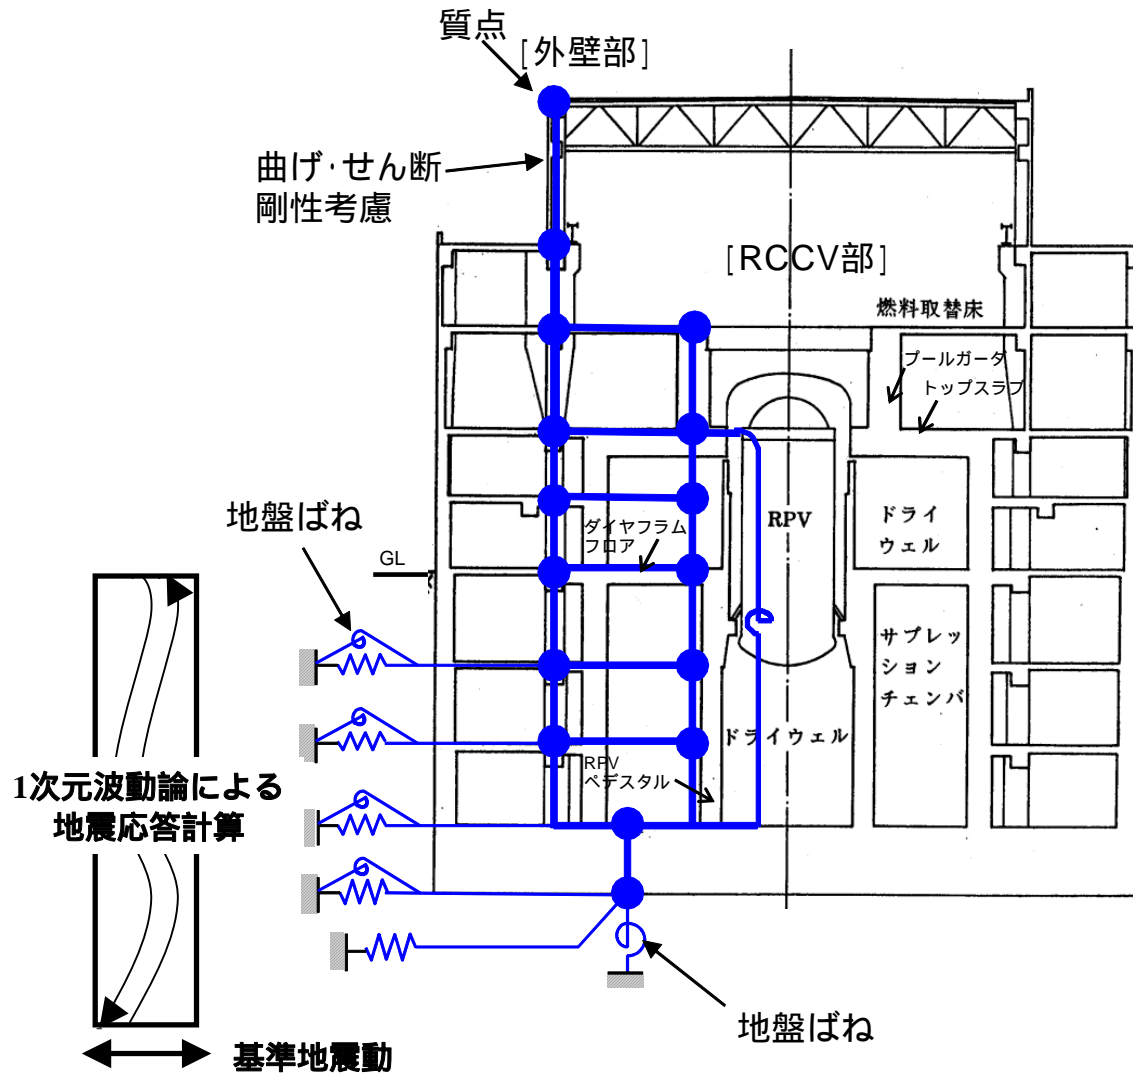 質点
[外壁部]
曲げ・せん断
剛性考慮
[RCCV部]
燃料取替床
プールガーダ
トップスラブ
地盤ばね
GL
ダイヤフラム
フロア
RPV
ドライ
ウェル
サプレッ
ション
チェンバ
ドライウェル
RPV
ペデスタル
1次元波動論による
地震応答計算
地盤ばね
基準地震動